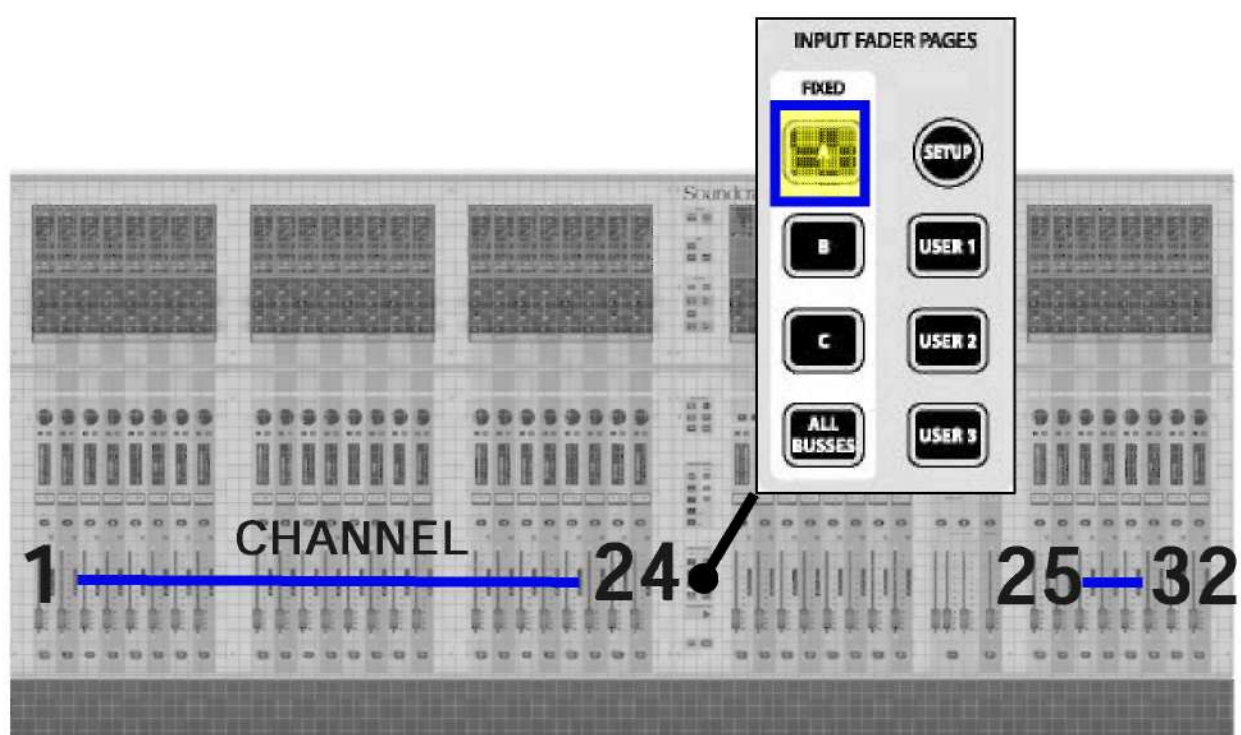 INPUT FADER PAGES
FIXED
A
SETUP
B
USER 1
C
USER 2
ALL
BUSSES
USER 3
CHANNEL
1
24
25
32